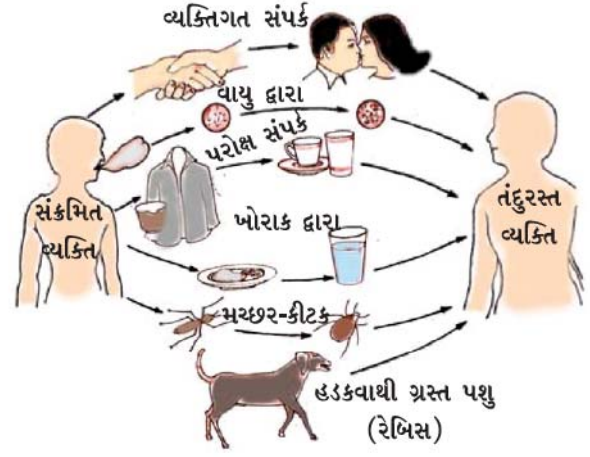 વ્યક્તિગત સંપર્ક
વાયુ દ્વારા
પરોક્ષ સંપર્ક
સંક્રમિત
વ્યક્તિ
તંદુરસ્ત
વ્યક્તિ
ખોરાક દ્વારા
મચ્છર-કીટક
હડકવાથી ગ્રસ્ત પશુ
(રેબિસ)